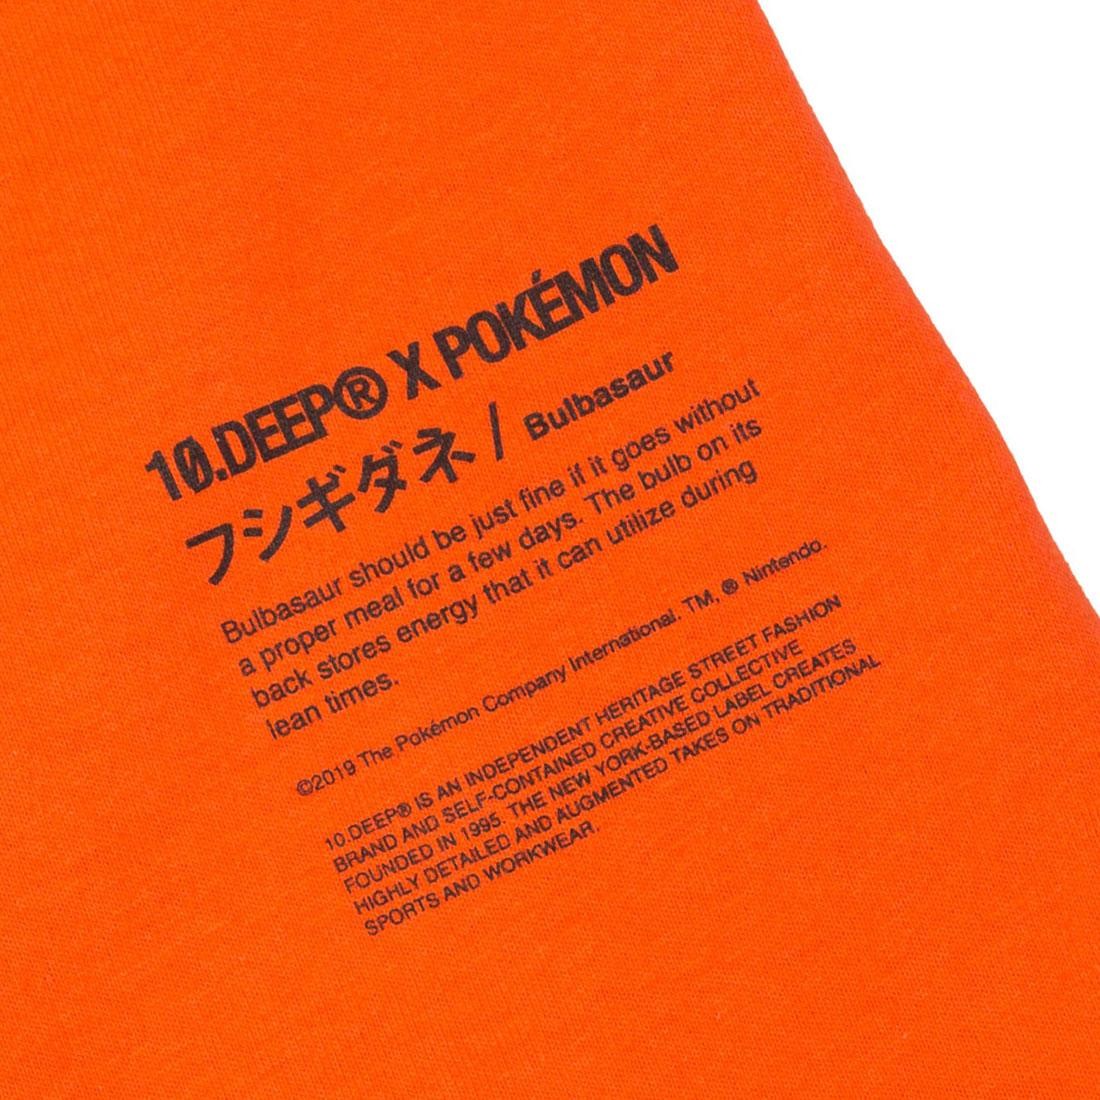 10.DEEP® X POKÉMON
フシギダネ / Bulbasaur
Bulbasaur should be just fine if it goes without
a proper meal for a few days. The bulb on its
back stores energy that it can utilize during
lean times.
©2019 The Pokémon Company International. TM, ® Nintendo.
10.DEEP® IS AN INDEPENDENT HERITAGE STREET FASHION
BRAND AND SELF-CONTAINED CREATIVE COLLECTIVE
FOUNDED IN 1995. THE NEW YORK-BASED LABEL CREATES
HIGHLY DETAILED AND AUGMENTED TAKES ON TRADITIONAL
SPORTS AND WORKWEAR.